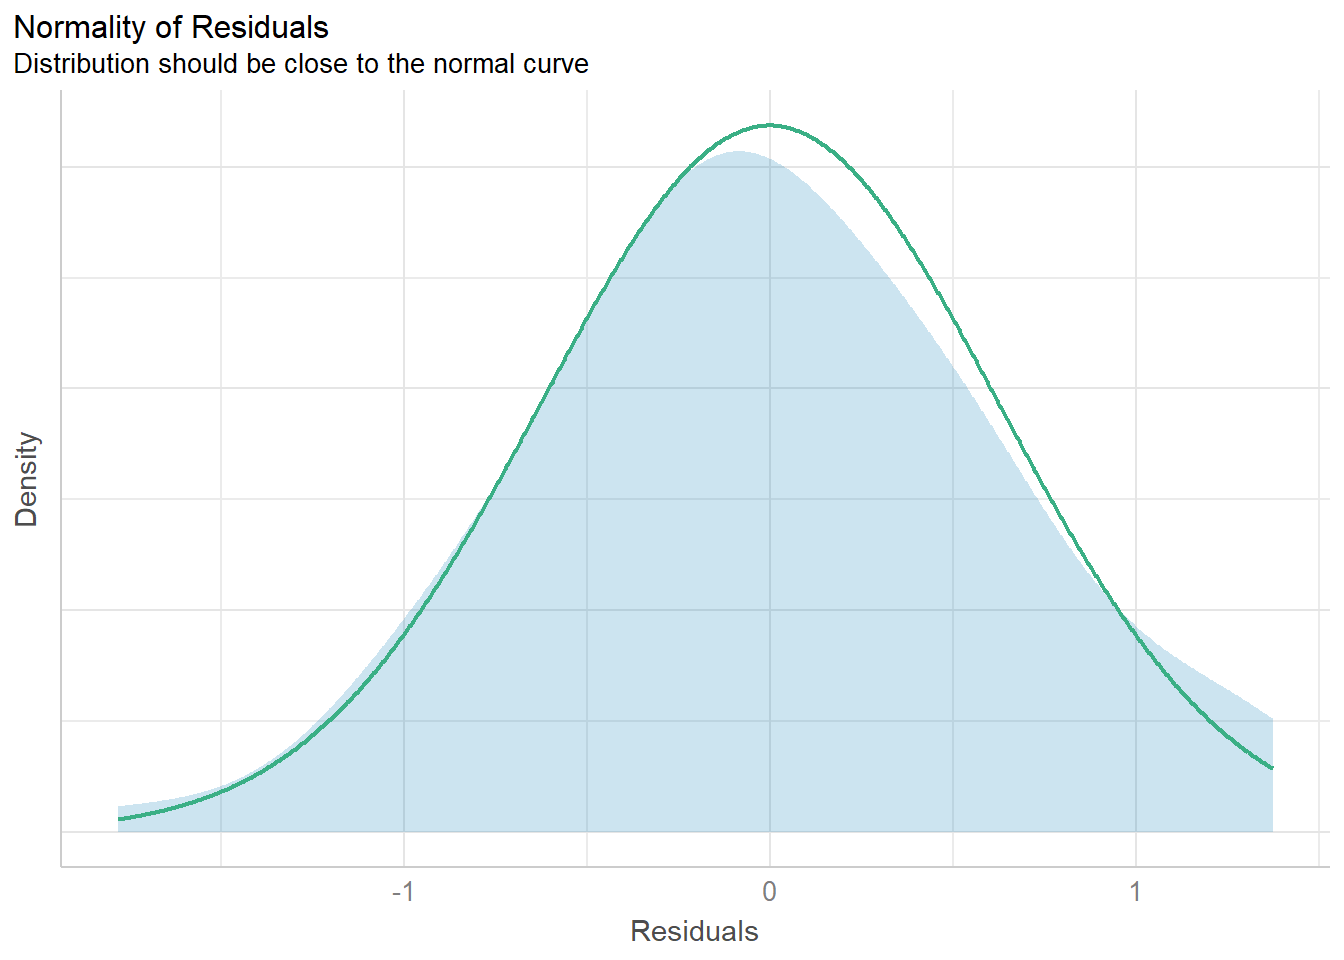 Normality of Residuals
Distribution should be close to the normal curve
Density
-1 0 1
Residuals